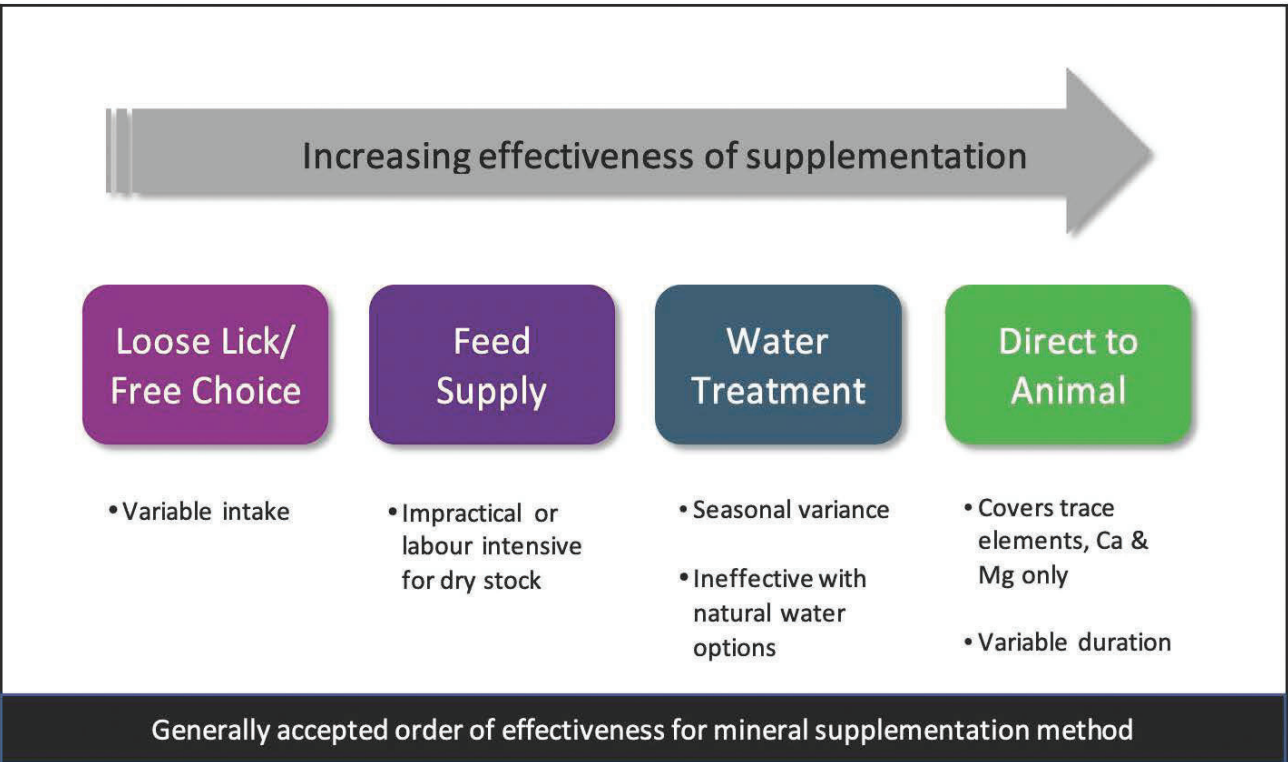 Increasing effectiveness of supplementation
Loose Lick/
Free Choice
Feed
Supply
Water
Treatment
Direct to
Animal
• Variable intake
• Impractical or
labour intensive
for dry stock
• Seasonal variance
• Ineffective with
natural water
options
• Covers trace
elements, Ca &
Mg only
• Variable duration
Generally accepted order of effectiveness for mineral supplementation method